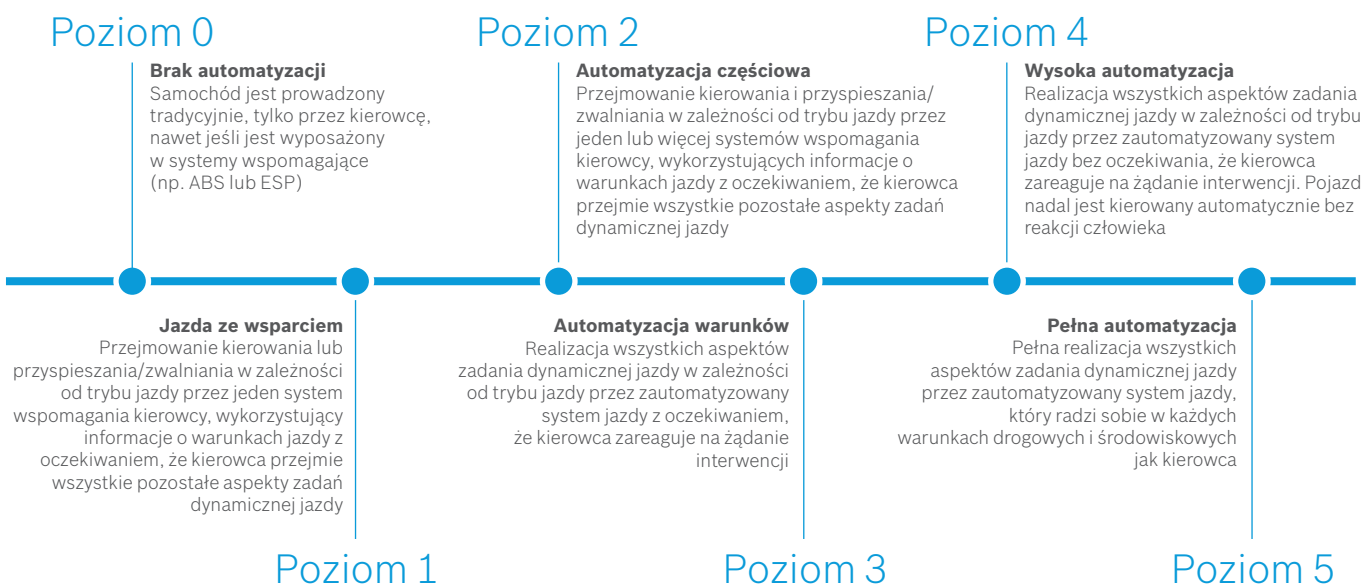 Poziom 0
Brak automatyzacji
Samochód jest prowadzony
tradycyjnie, tylko przez kierowcę,
nawet jeśli jest wyposażony
w systemy wspomagające
(np. ABS lub ESP)
Jazda ze wsparciem
Przejmowanie kierowania lub
przyspieszania/zwalniania w zależności
od trybu jazdy przez jeden system
wspomagania kierowcy, wykorzystujący
informacje o warunkach jazdy z
oczekiwaniem, że kierowca przejmie
wszystkie pozostałe aspekty zadań
dynamicznej jazdy
Poziom 1
Poziom 2
Automatyzacja częściowa
Przejmowanie kierowania i przyspieszania/
zwalniania w zależności od trybu jazdy przez
jeden lub więcej systemów wspomagania
kierowcy, wykorzystujących informacje o
warunkach jazdy z oczekiwaniem, że kierowca
przejmie wszystkie pozostałe aspekty zadań
dynamicznej jazdy
Automatyzacja warunków
Realizacja wszystkich aspektów
zadania dynamicznej jazdy w zależności
od trybu jazdy przez zautomatyzowany
system jazdy z oczekiwaniem,
że kierowca zareaguje na żądanie
interwencji
Poziom 3
Poziom 4
Wysoka automatyzacja
Realizacja wszystkich aspektów zadania
dynamicznej jazdy w zależności od trybu
jazdy przez zautomatyzowany system
jazdy bez oczekiwania, że kierowca
zareaguje na żądanie interwencji. Pojazd
nadal jest kierowany automatycznie bez
reakcji człowieka
Pełna automatyzacja
Pełna realizacja wszystkich
aspektów zadania dynamicznej jazdy
przez zautomatyzowany system jazdy,
który radzi sobie w każdych
warunkach drogowych i środowiskowych
jak kierowca
Poziom 5